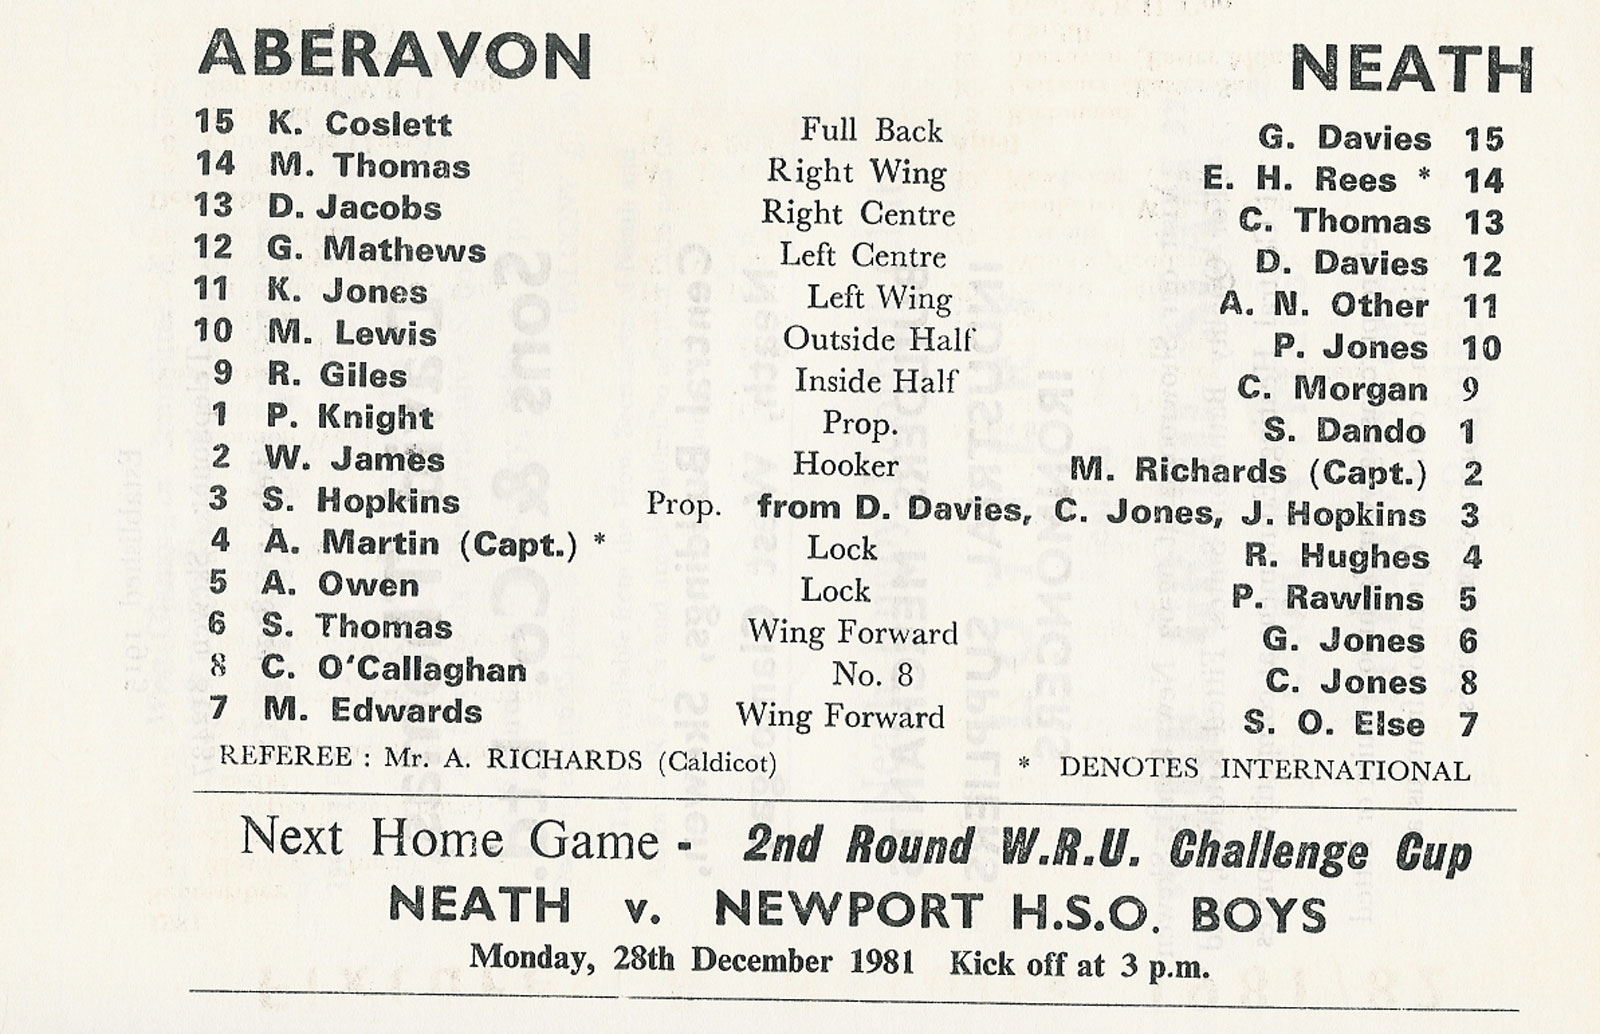 ABERAVON NEATH
15 K. Coslett Full Back G. Davies 15
14 M. Thomas Right Wing E. H. Rees * 14
13 D. Jacobs Right Centre C. Thomas 13
12 G. Mathews Left Centre D. Davies 12
11 K. Jones Left Wing A. N. Other 11
10 M. Lewis Outside Half P. Jones 10
9 R. Giles Inside Half C. Morgan 9
1 P. Knight Prop. S. Dando 1
2 W. James Hooker M. Richards (Capt.) 2
3 S. Hopkins Prop. from D. Davies, C. Jones, J. Hopkins 3
4 A. Martin (Capt.) * Lock R. Hughes 4
5 A. Owen Lock P. Rawlins 5
6 S. Thomas Wing Forward G. Jones 6
8 C. O'Callaghan No. 8 C. Jones 8
7 M. Edwards Wing Forward S. O. Else 7
REFEREE : Mr. A. RICHARDS (Caldicot) * DENOTES INTERNATIONAL
Next Home Game - 2nd Round W.R.U. Challenge Cup
NEATH v. NEWPORT H.S.O. BOYS
Monday, 28th December 1981 Kick off at 3 p.m.